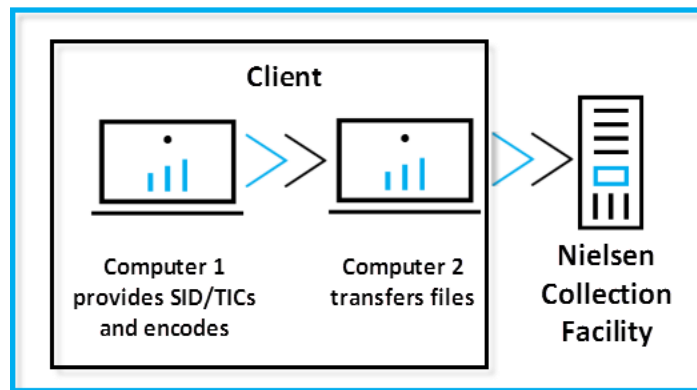 Client
Computer 1
provides SID/TICs
and encodes
Computer 2
transfers files
Nielsen
Collection
Facility